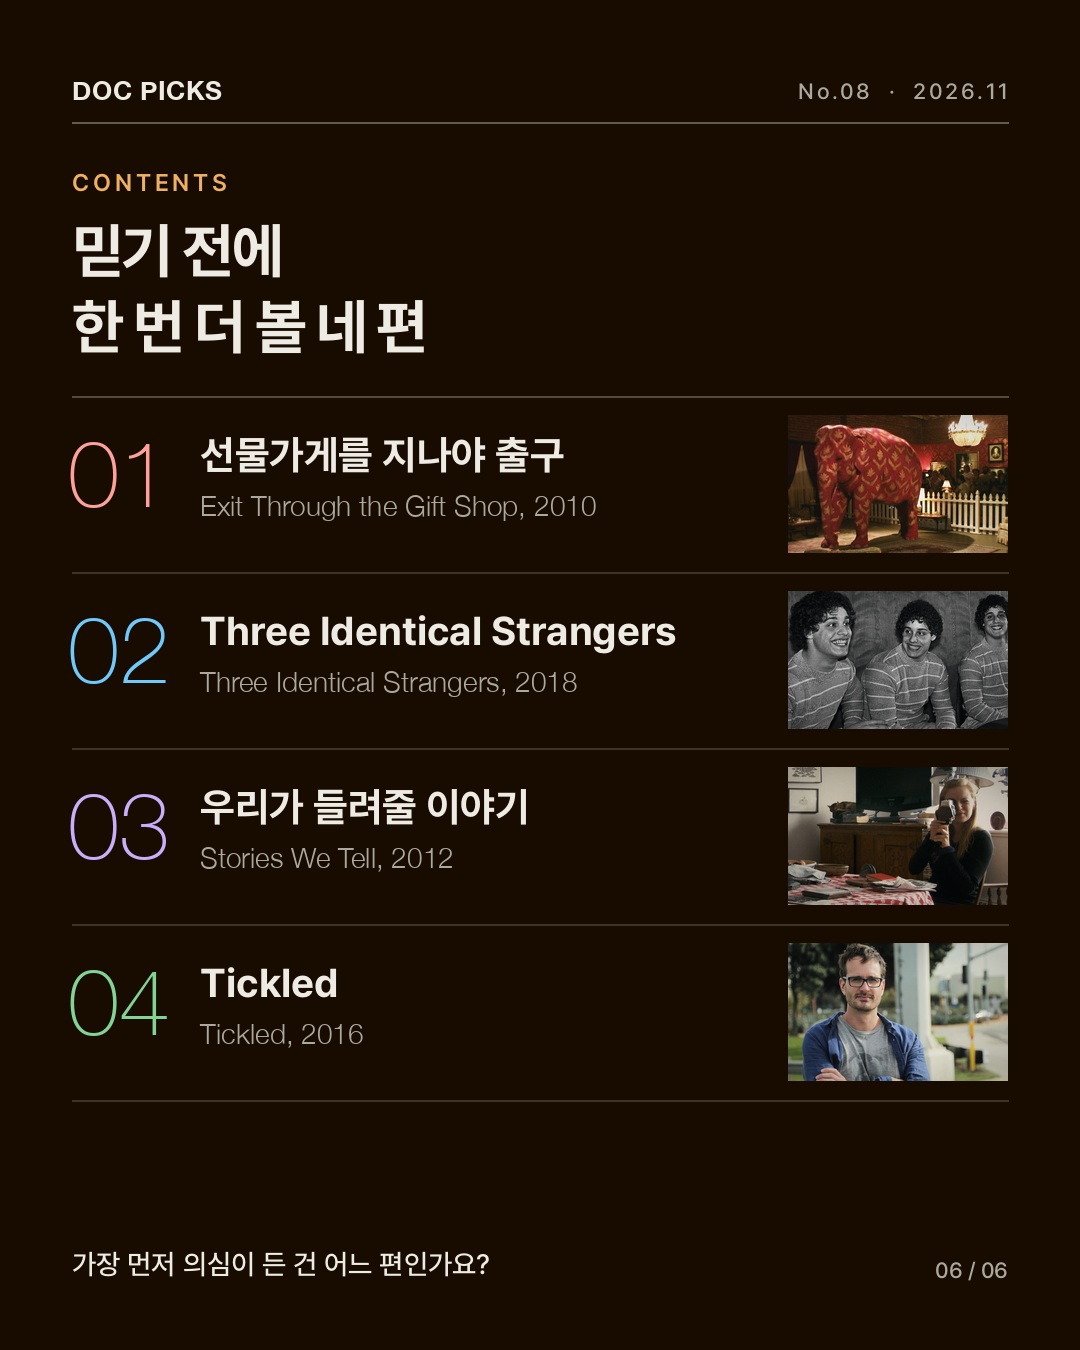 DOC PICKS
No.08 · 2026.11
CONTENTS
믿기 전에
한 번 더 볼 네 편
01
선물가게를 지나야 출구
Exit Through the Gift Shop, 2010
02
Three Identical Strangers
Three Identical Strangers, 2018
03
우리가 들려줄 이야기
Stories We Tell, 2012
04
Tickled
Tickled, 2016
가장 먼저 의심이 든 건 어느 편인가요?
06 / 06